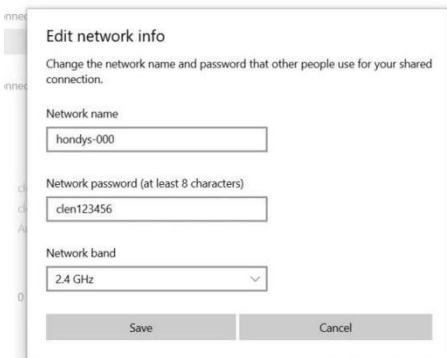 Edit network info
Change the network name and password that other people use for your shared
connection.
Network name
hondys-000
Network password (at least 8 characters)
clen123456
Network band
2.4 GHz
Save
Cancel